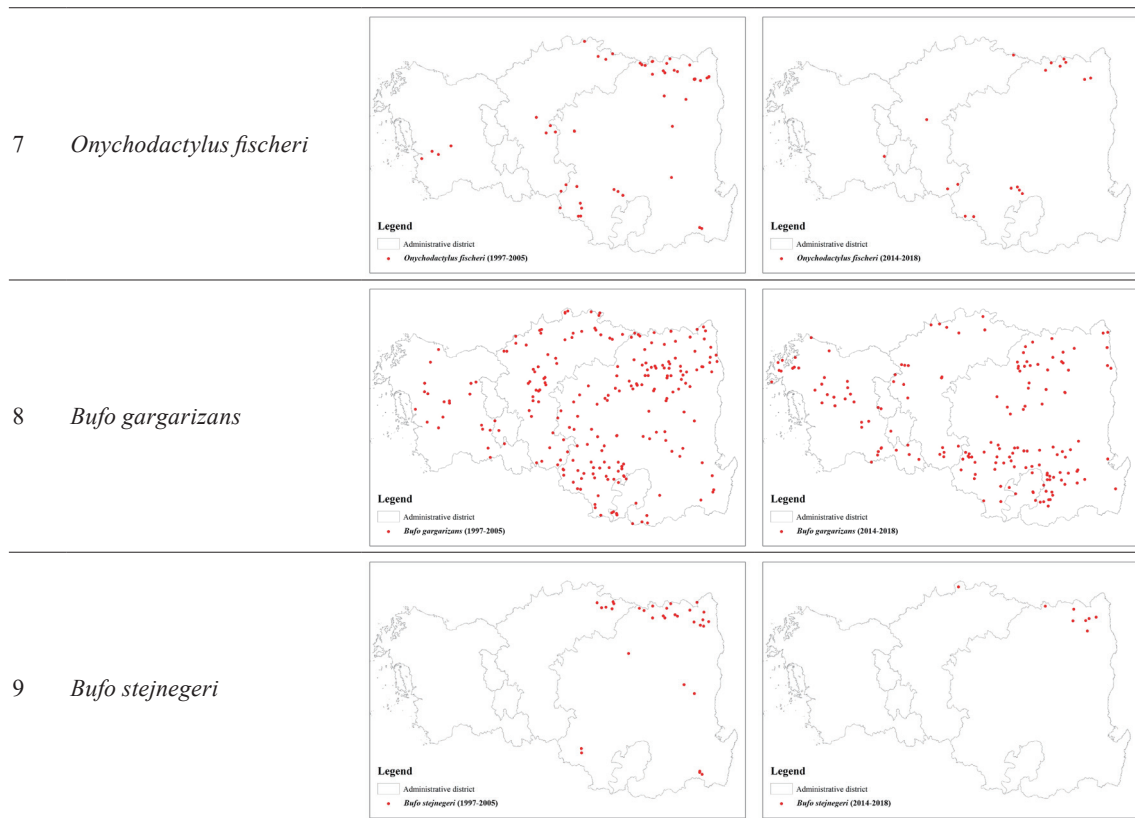 7 Onychodactylus fischeri
Legend
Administrative district
Onychodactylus fischeri (1997-2005)
Legend
Administrative district
Onychodactylus fischeri (2014-2018)
8 Bufo gargarizans
Legend
Administrative district
Bufo gargarizans (1997-2005)
Legend
Administrative district
Bufo gargarizans (2014-2018)
9 Bufo stejnegeri
Legend
Administrative district
Bufo stejnegeri (1997-2005)
Legend
Administrative district
Bufo stejnegeri (2014-2018)